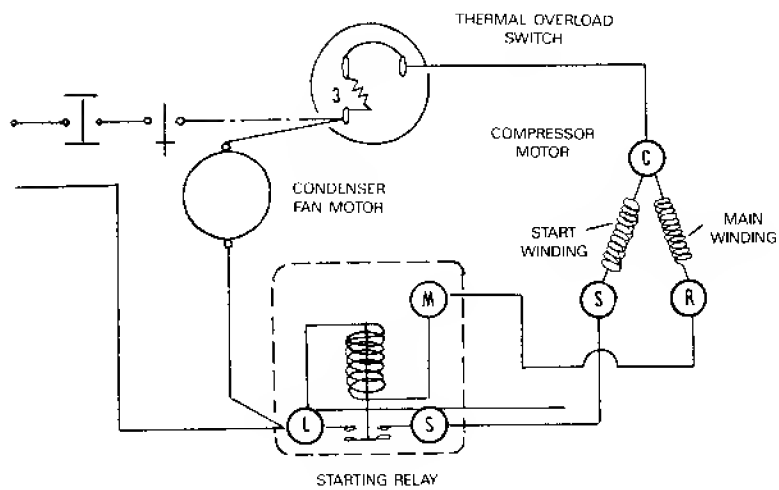 THERMAL OVERLOAD
SWITCH
3
COMPRESSOR
MOTOR
C
CONDENSER
FAN MOTOR
START
WINDING
MAIN
WINDING
M
S
R
L
S
STARTING RELAY